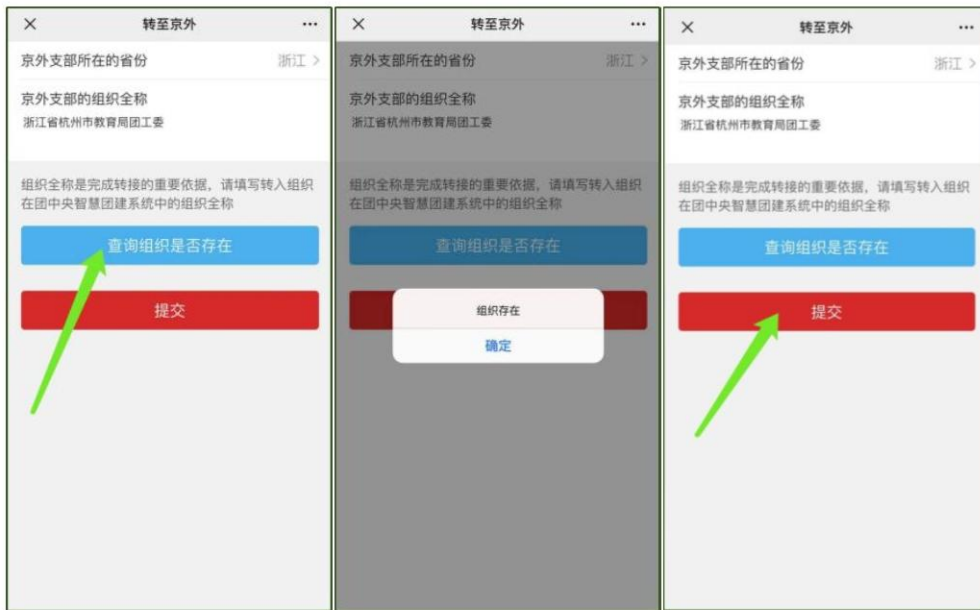 转至京外
京外支部所在的省份 浙江
京外支部的组织全称
浙江省杭州市教育局团工委
组织全称是完成转接的重要依据，请填写转入组织
在团中央智慧团建系统中的组织全称
查询组织是否存在
提交
转至京外
京外支部所在的省份 浙江
京外支部的组织全称
浙江省杭州市教育局团工委
组织全称是完成转接的重要依据，请填写转入组织
在团中央智慧团建系统中的组织全称
查询组织是否存在
组织存在
确定
转至京外
京外支部所在的省份 浙江
京外支部的组织全称
浙江省杭州市教育局团工委
组织全称是完成转接的重要依据，请填写转入组织
在团中央智慧团建系统中的组织全称
查询组织是否存在
提交